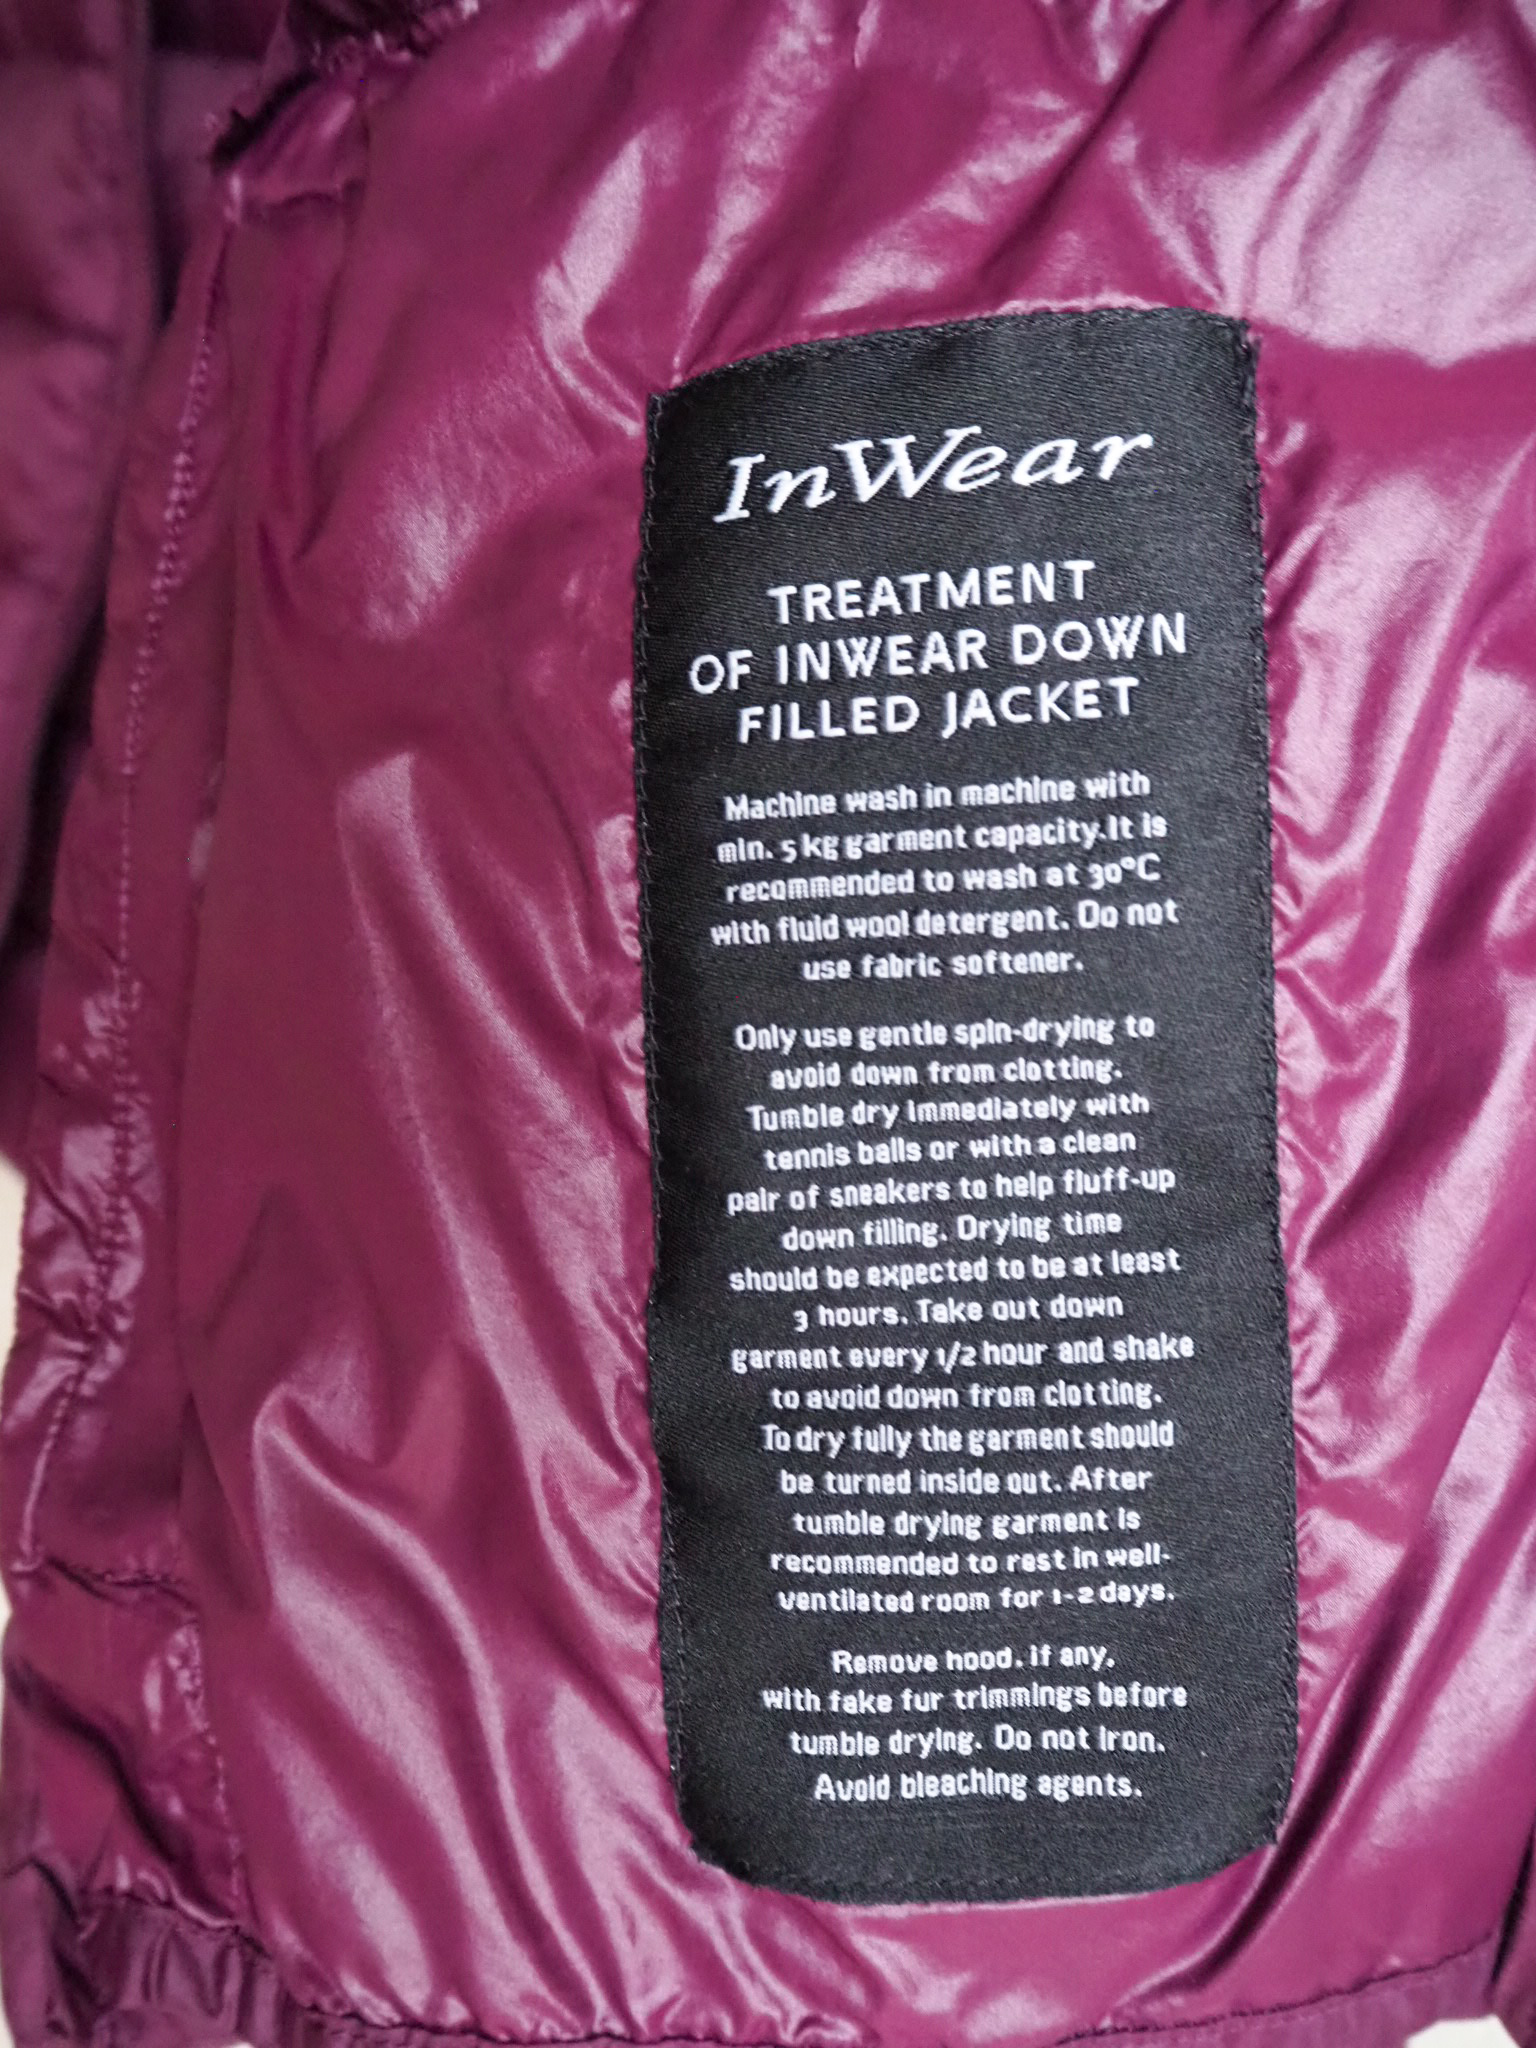 InWear
TREATMENT
OF INWEAR DOWN
FILLED JACKET
Machine wash in machine with
min. 5 kg garment capacity. It is
recommended to wash at 30°C
with fluid wool detergent. Do not
use fabric softener.
Only use gentle spin-drying to
avoid down from clotting.
Tumble dry immediately with
tennis balls or with a clean
pair of sneakers to help fluff-up
down filling. Drying time
should be expected to be at least
3 hours. Take out down
garment every 1/2 hour and shake
to avoid down from clotting.
To dry fully the garment should
be turned inside out. After
tumble drying garment is
recommended to rest in well-
ventilated room for 1-2 days.
Remove hood, if any,
with fake fur trimmings before
tumble drying. Do not iron.
Avoid bleaching agents.